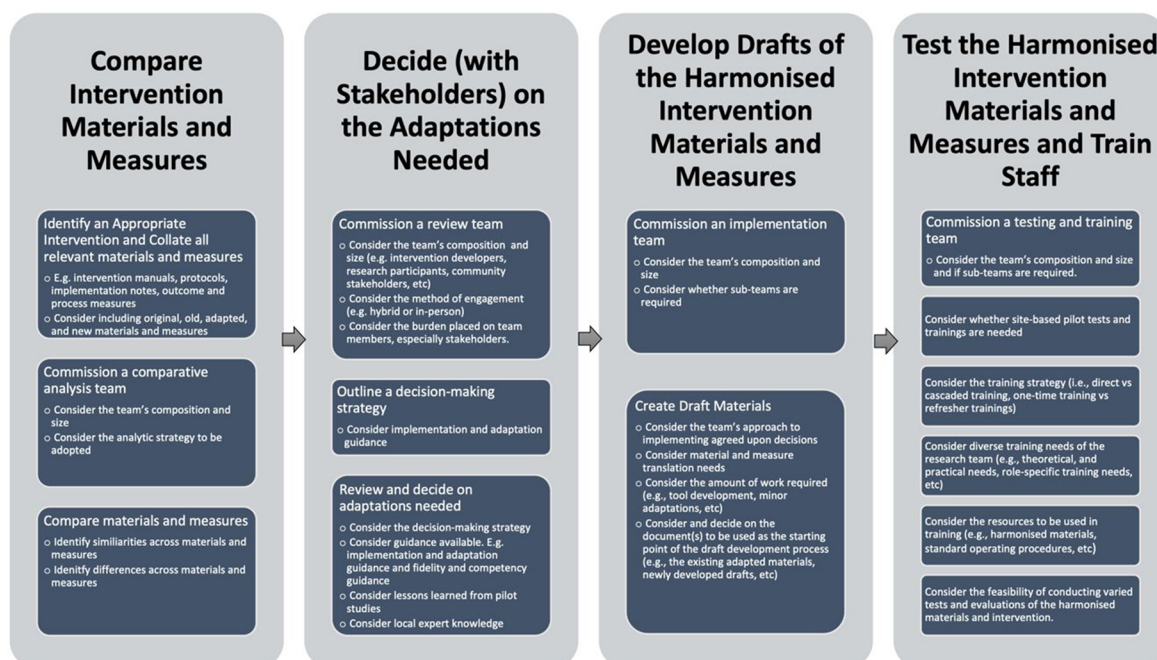 Compare
Intervention
Materials and
Measures
Identify an Appropriate
Intervention and Collate all
relevant materials and measures
o E.g. intervention manuals, protocols,
implementation notes, outcome and
process measures
o Consider including original, old, adapted,
and new materials and measures
Commission a comparative
analysis team
o Consider the team's composition and
size
o Consider the analytic strategy to be
adopted
Compare materials and measures
o Identify similiarities across materials and
measures
o Idenitfy differences across materials and
measures
Decide (with
Stakeholders) on
the Adaptations
Needed
Commission a review team
o Consider the team's composition and
size (e.g. intervention developers,
research participants, community
stakeholders, etc)
o Consider the method of engagement
(e.g. hybrid or in-person)
o Consider the burden placed on team
members, especially stakeholders.
Outline a decision-making
strategy
o Consider implementation and adaptation
guidance
Review and decide on
adaptations needed
o Consider the decision-making strategy
o Consider guidance available. E.g.
implementation and adaptation
guidance and fidelity and competency
guidance
o Consider lessons learned from pilot
studies
o Consider local expert knowledge
Develop Drafts of
the Harmonised
Intervention
Materials and
Measures
Commission an implementation
team
o Consider the team's composition and
size
o Consider whether sub-teams are
required
Create Draft Materials
o Consider the team's approach to
implementing agreed upon decisions
o Consider material and measure
translation needs
o Consider the amount of work required
(e.g., tool development, minor
adaptations, etc)
o Consider and decide on the
document(s) to be used as the starting
point of the draft development process
(e.g., the existing adapted materials,
newly developed drafts, etc)
Test the Harmonised
Intervention
Materials and
Measures and Train
Staff
Commission a testing and training
team
o Consider the team's composition and size
and if sub-teams are required.
Consider whether site-based pilot tests and
trainings are needed
Consider the training strategy (i.e., direct vs
cascaded training, one-time training vs
refresher trainings)
Consider diverse training needs of the
research team (e.g., theoretical, and
practical needs, role-specific training needs,
etc)
Consider the resources to be used in
training (e.g., harmonised materials,
standard operating procedures, etc)
Consider the feasibility of conducting varied
tests and evaluations of the harmonised
materials and intervention.